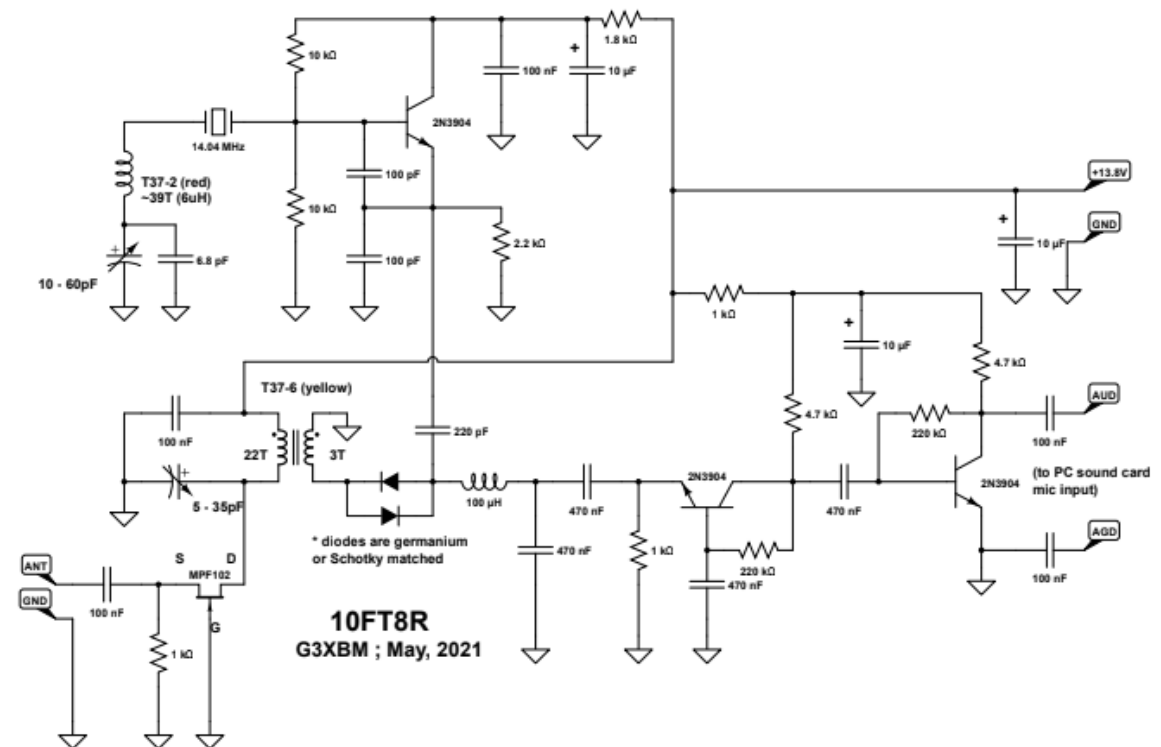 1.8 kΩ
10 kΩ
100 nF
+
10 µF
2N3904
14.04 MHz
T37-2 (red)
~39T (6uH)
100 pF
+13.8V
10 kΩ
+
GND
2.2 kΩ
+
10 µF
6.8 pF
100 pF
10 - 60pF
1 kΩ
+
10 µF
4.7 kΩ
T37-6 (yellow)
AUD
100 nF
22T
3T
220 pF
4.7 kΩ
220 kΩ
100 nF
+
5 - 35pF
2N3904
2N3904
(to PC sound card
mic input)
100 µH
470 nF
470 nF
* diodes are germanium
or Schotky matched
S
D
ANT
MPF102
470 nF
1 kΩ
220 kΩ
AGD
GND
100 nF
470 nF
100 nF
G
10FT8R
1 kΩ
G3XBM ; May, 2021